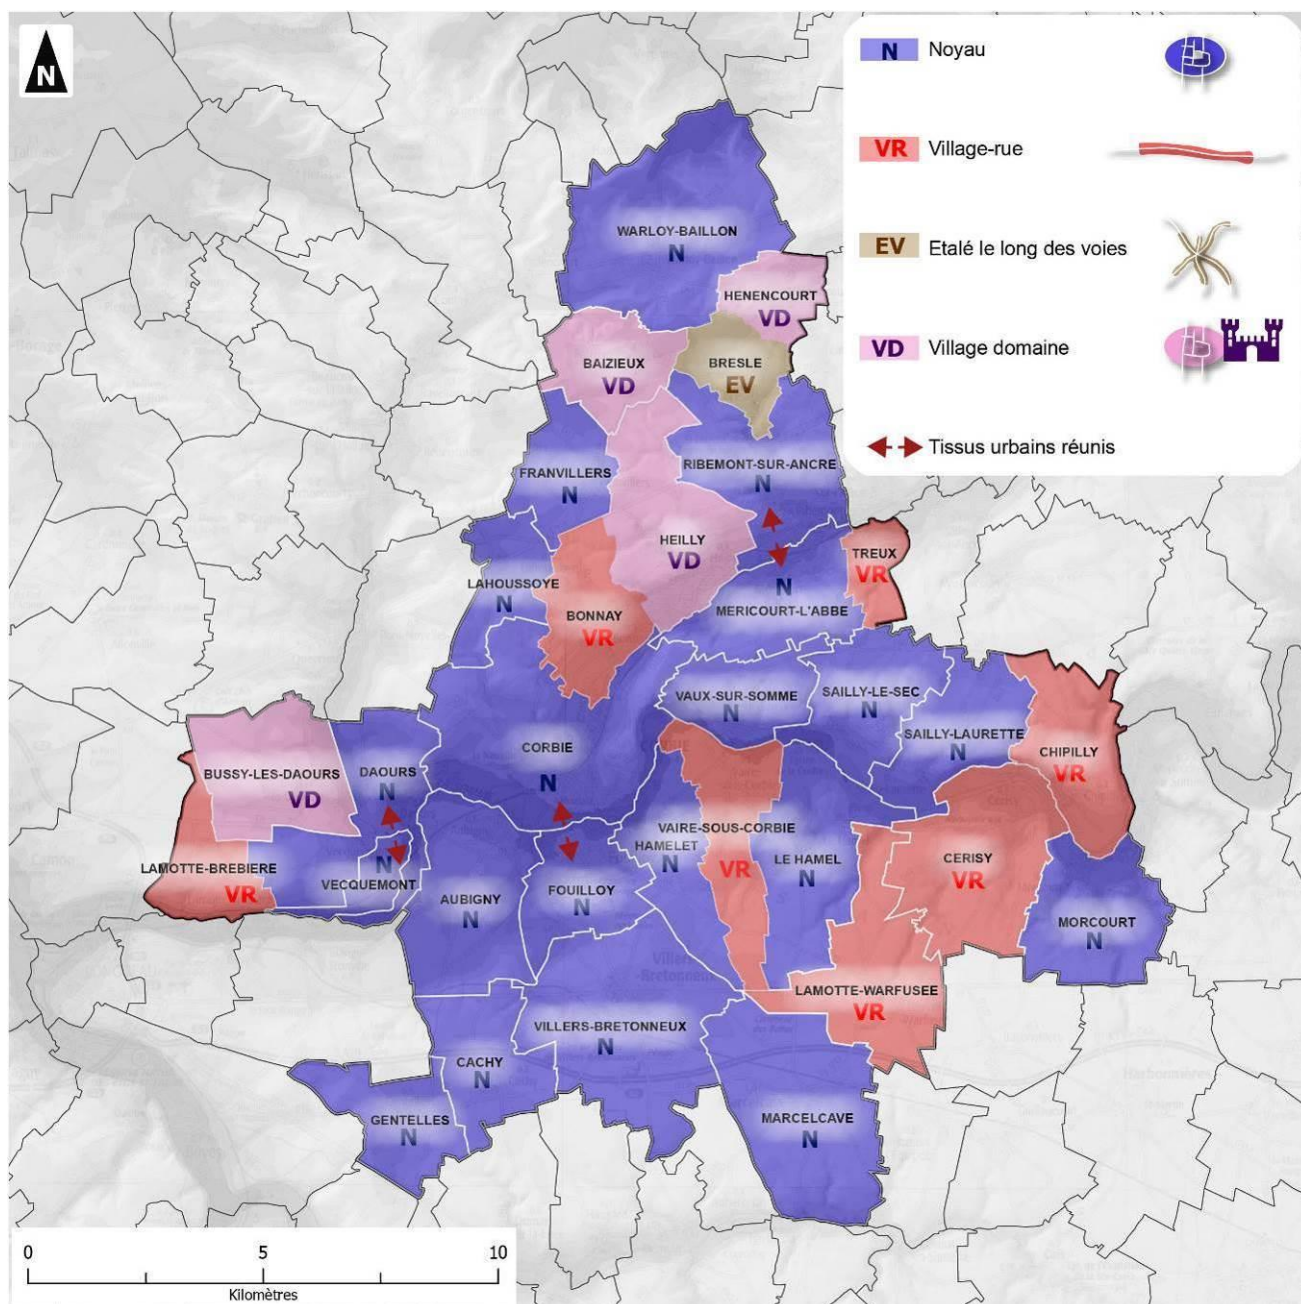 N
N Noyau
VR Village-rue
EV Etalé le long des voies
VD Village domaine
Tissus urbains réunis
WARLOY-BAILLON
N
HENENCOURT
VD
BAIZIEUX
VD
BRESLE
EV
FRANVILLERS
N
RIBEMONT-SUR-ANCRE
N
HEILLY
VD
TREUX
VR
LAHOUSSOYE
N
BONNAY
VR
N
MERICOURT-L'ABBE
VAUX-SUR-SOMME
N
SAILLY-LE-SEC
N
SAILLY-LAURETTE
N
CHIPILLY
VR
CORBIE
N
BUSSY-LES-DAOURS
VD
DAOURS
N
VAIRE-SOUS-CORBIE
VR
HAMELET
N
LE HAMEL
N
CERISY
VR
LAMOTTE-BREBIERE
VR
N
VECQUEMONT
AUBIGNY
N
FOUILLOY
N
MORCOURT
N
LAMOTTE-WARFUSEE
VR
VILLERS-BRETONNEUX
N
CACHY
N
GENTELLES
N
MARCELCAVE
N
0 5 10
Kilomètres